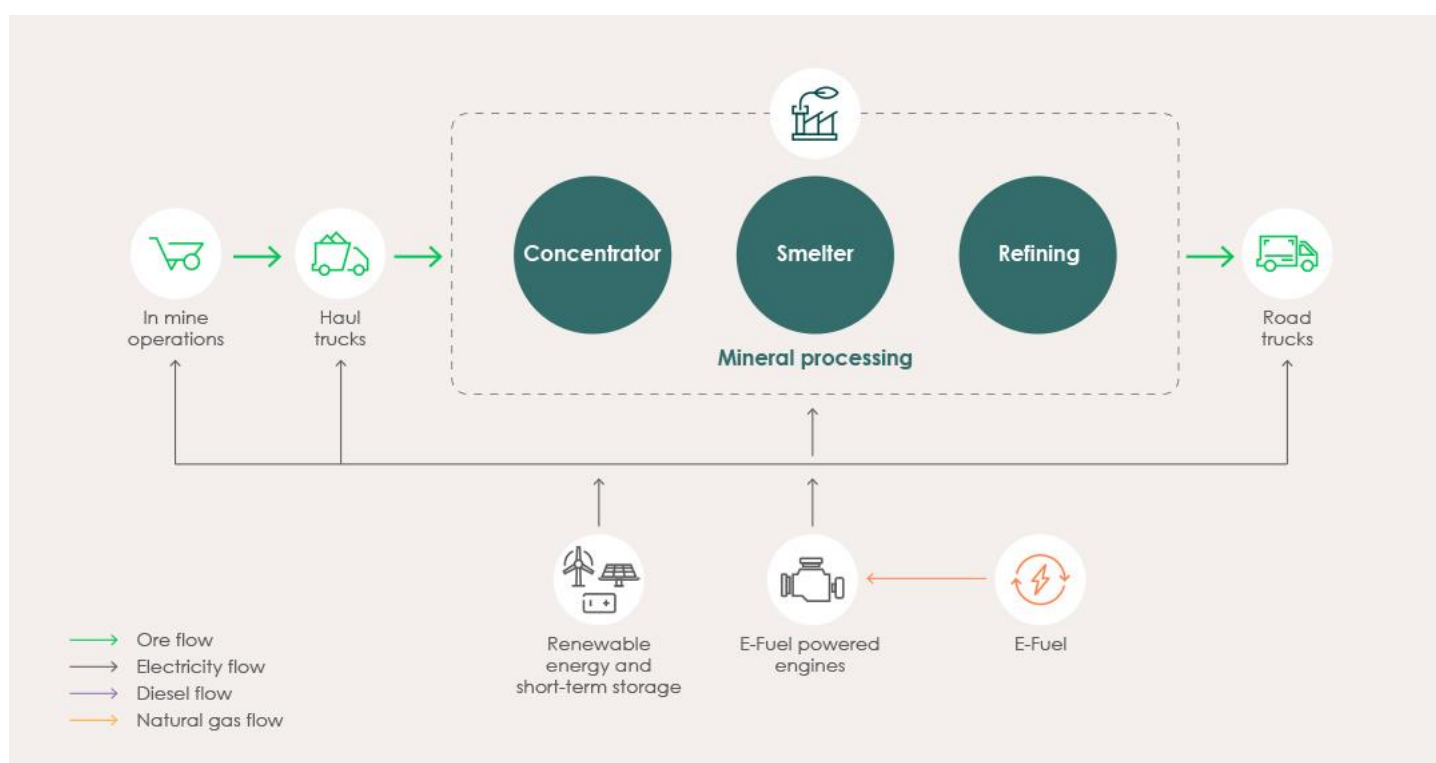 Concentrator
Smelter
Refining
In mine
operations
Haul
trucks
Mineral processing
Road
trucks
Renewable
energy and
short-term storage
E-Fuel powered
engines
E-Fuel
Ore flow
Electricity flow
Diesel flow
Natural gas flow